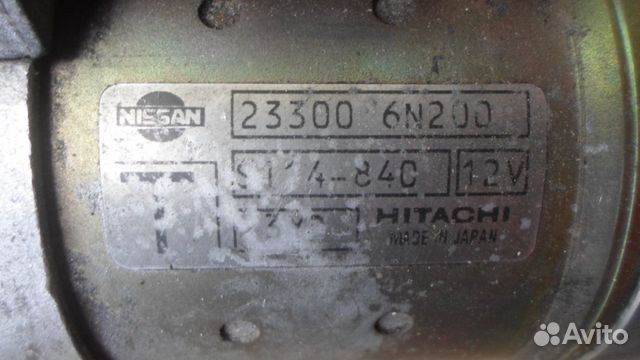 NISSAN
23300 6N200
S114-840 12V
T
HITACHI
MADE IN JAPAN
Avito